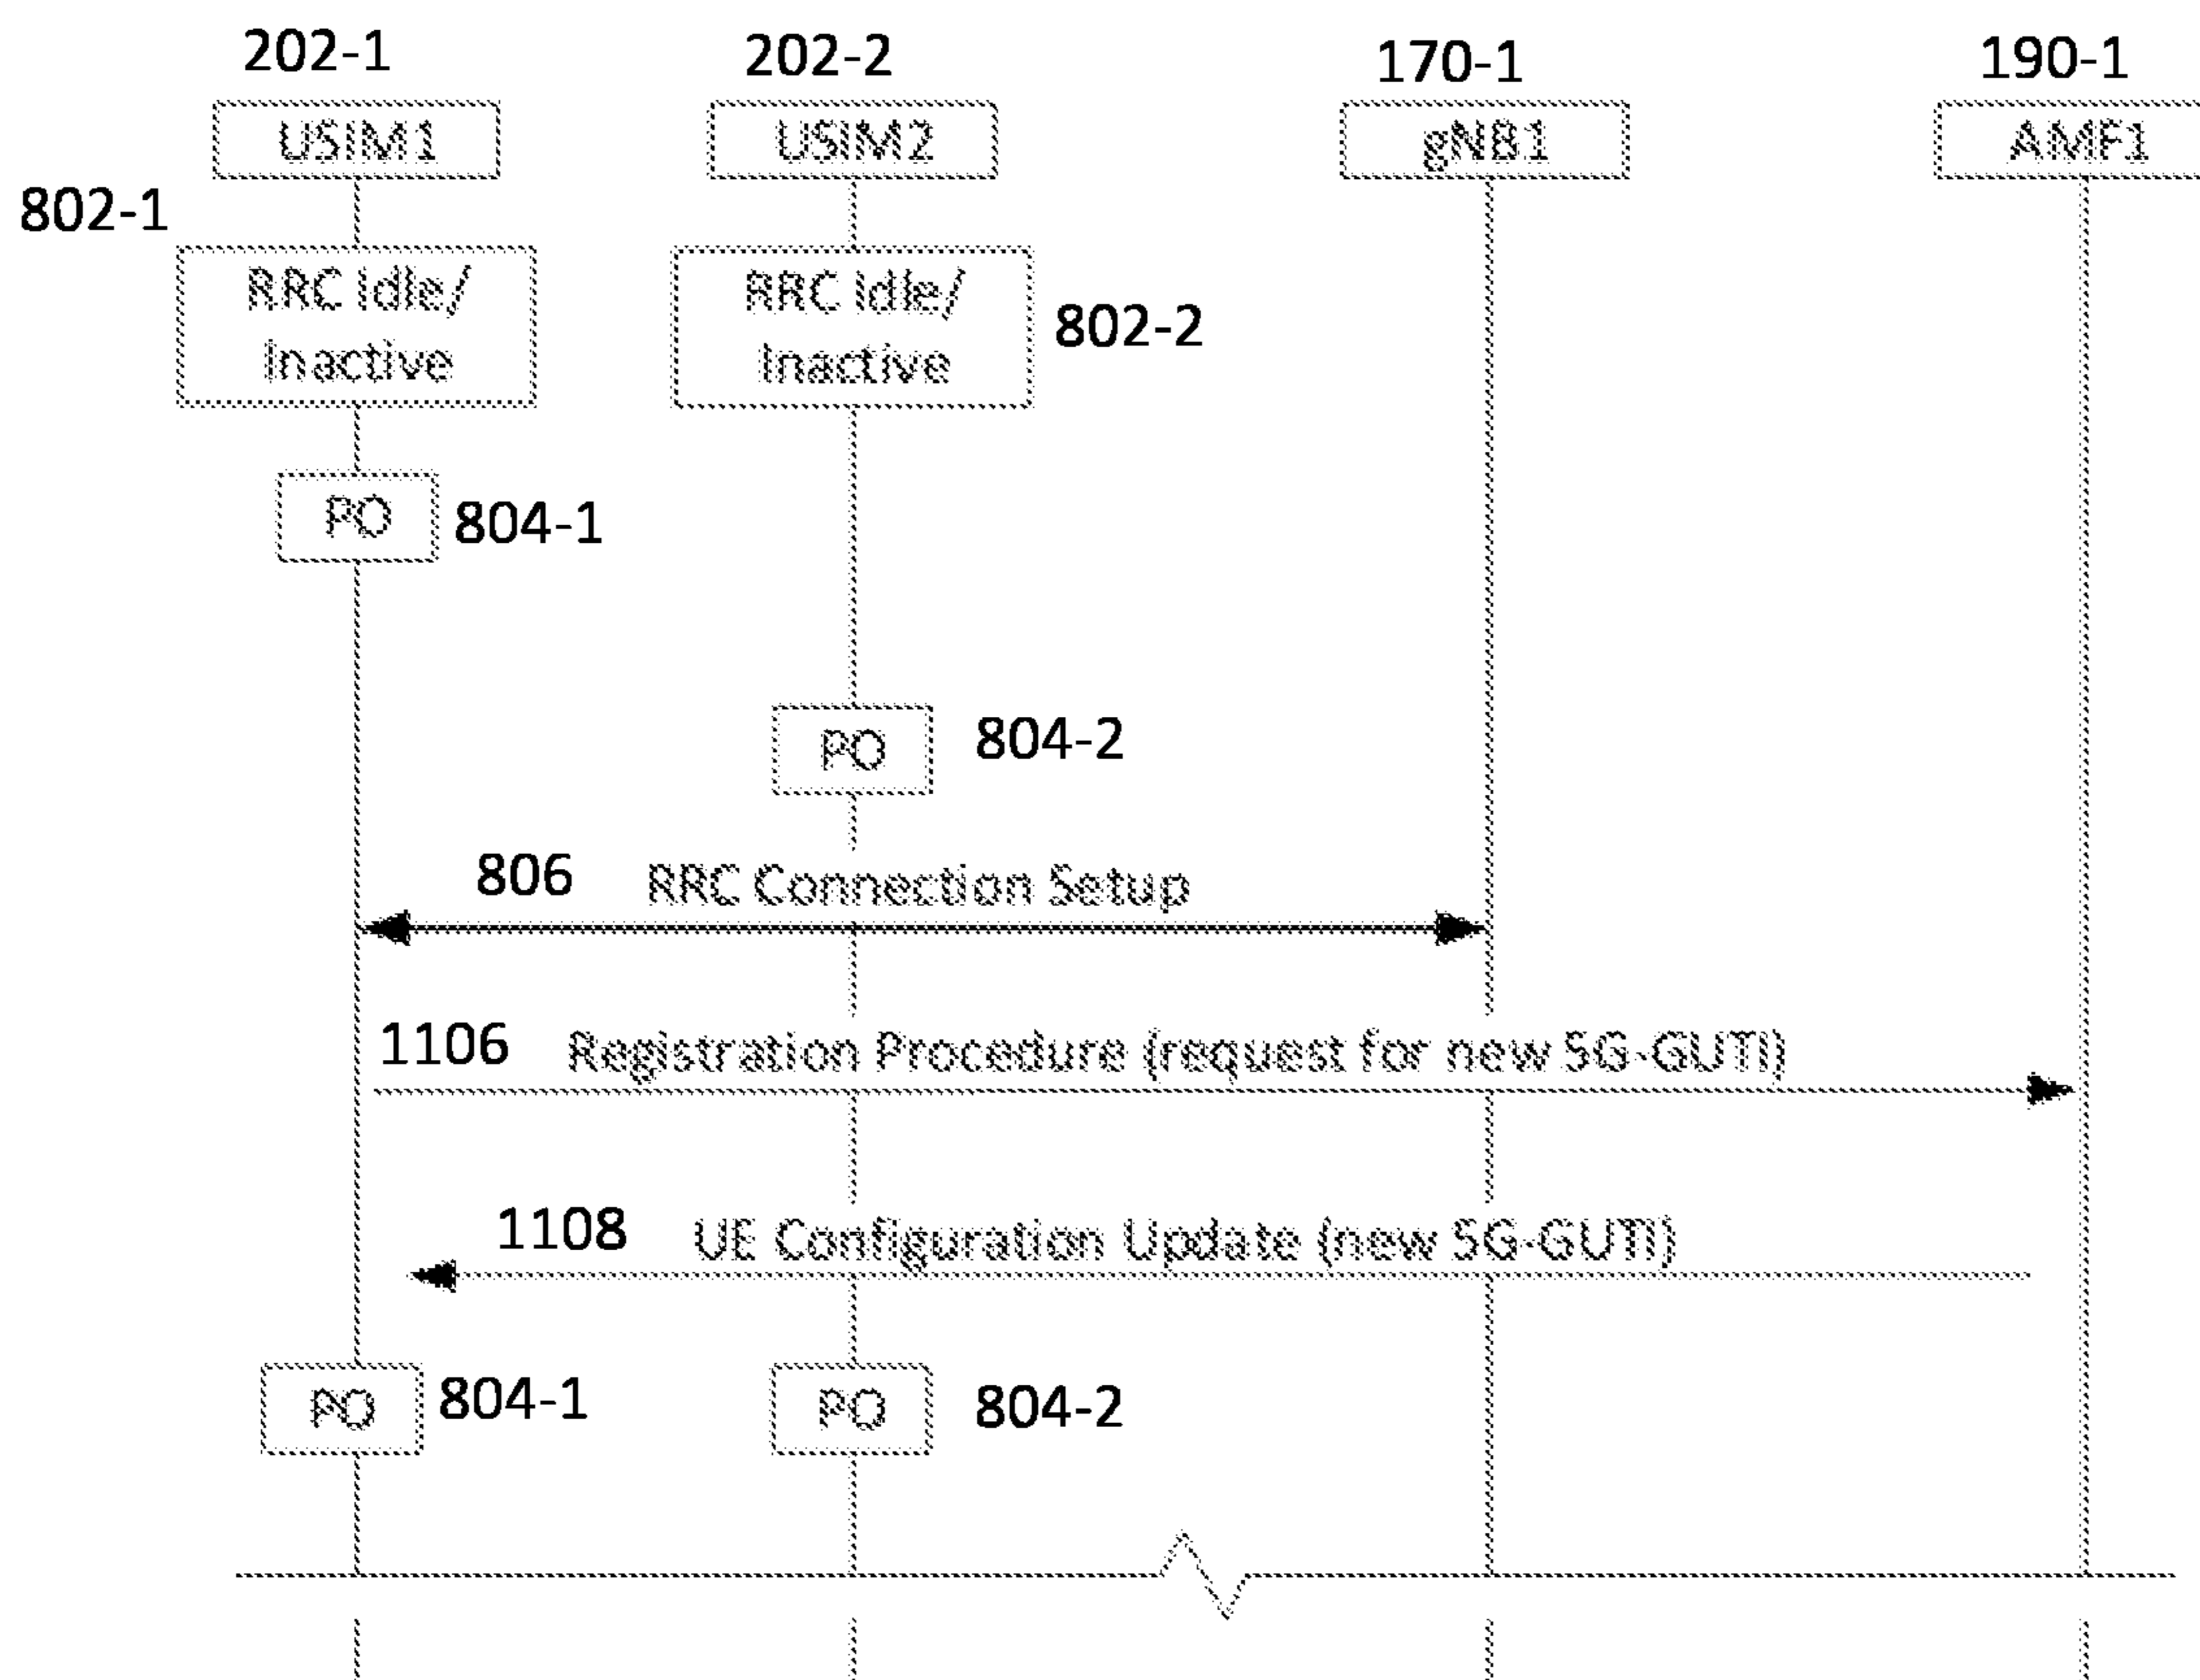 202-1
202-2
170-1
190-1
USIM1
USIM2
gNB1
AMF1
802-1
RRC Idle/
Inactive
RRC Idle/
Inactive
802-2
PO
804-1
PO
804-2
806
RRC Connection Setup
1106
Registration Procedure (request for new 5G-GUTI)
1108
UE Configuration Update (new 5G-GUTI)
PO
804-1
PO
804-2